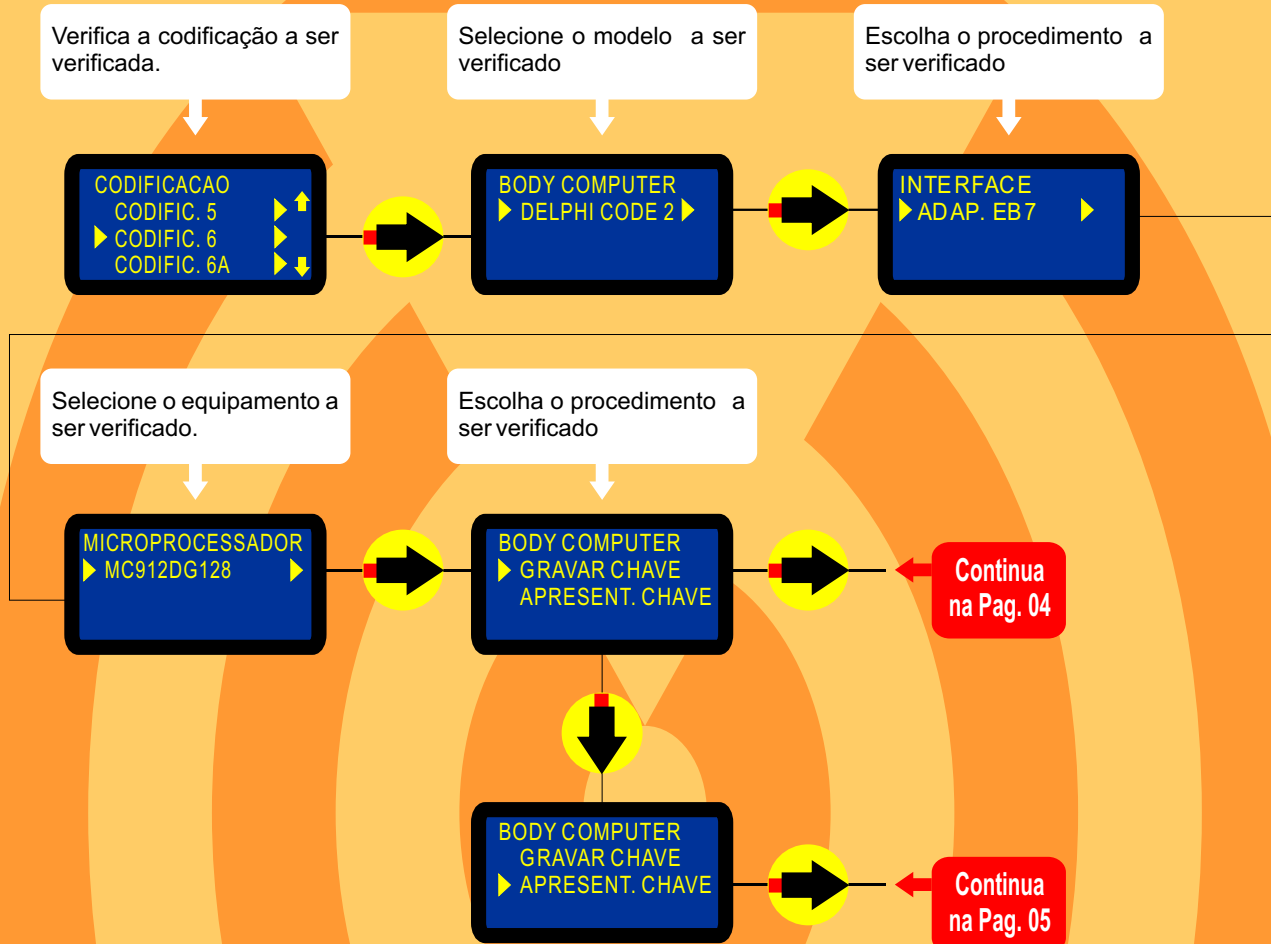 Verifica a codificação a ser
verificada.
Selecione o modelo a ser
verificado
Escolha o procedimento a
ser verificado
CODIFICACAO
CODIFIC. 5
CODIFIC. 6
CODIFIC. 6A
BODY COMPUTER
DELPHI CODE 2
INTERFACE
ADAP. EB7
Selecione o equipamento a
ser verificado.
Escolha o procedimento a
ser verificado
MICROPROCESSADOR
MC912DG128
BODY COMPUTER
GRAVAR CHAVE
APRESENT. CHAVE
Continua
na Pag. 04
BODY COMPUTER
GRAVAR CHAVE
APRESENT. CHAVE
Continua
na Pag. 05